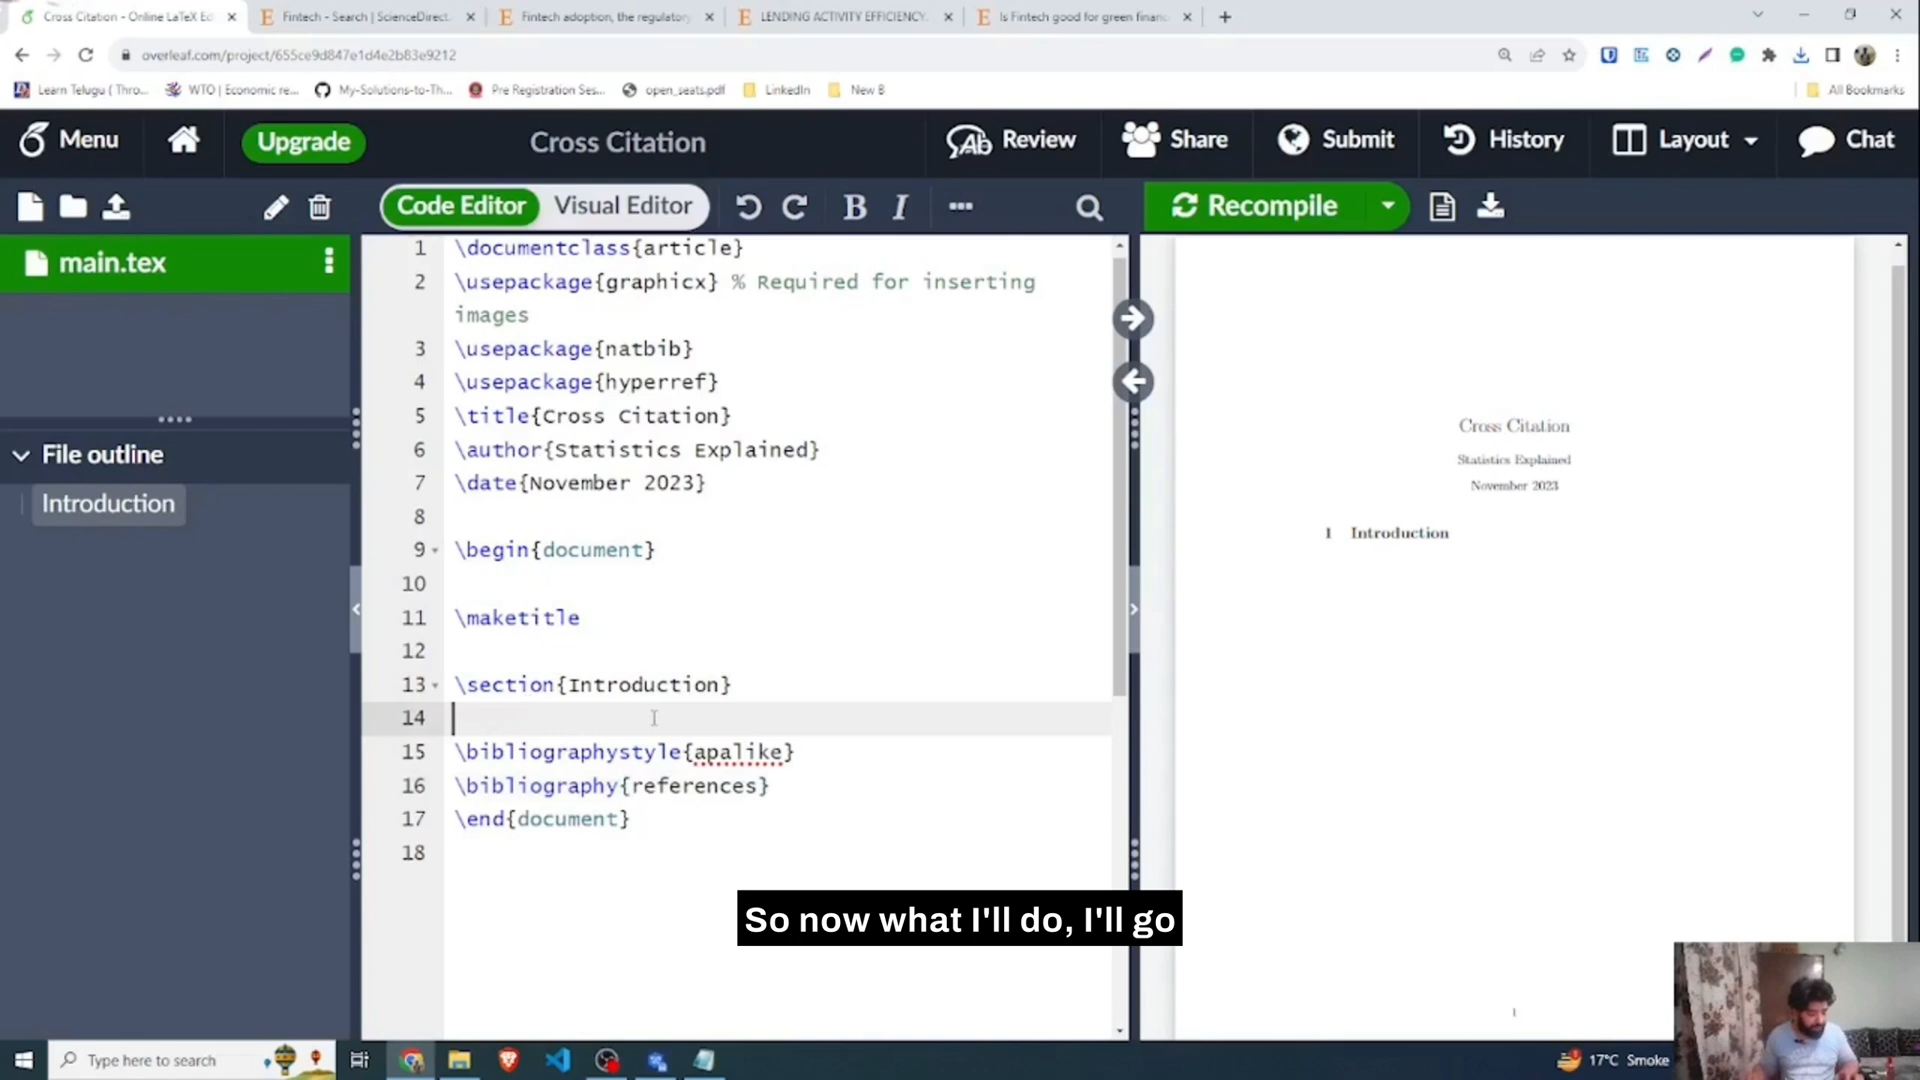 Cross Citation - Online LaTeX Ed
Fintech - Search | ScienceDirect.
Fintech adoption, the regulatory
LENDING ACTIVITY EFFICIENCY.
Is Fintech good for green financ
overleaf.com/project/655ce9d847e1d4e2b83e9212
Learn Telugu ( Thro...
WTO | Economic re...
My-Solutions-to-Th...
Pre Registration Ses...
open_seats.pdf
LinkedIn
New B
All Bookmarks
Menu
Upgrade
Cross Citation
Review
Share
Submit
History
Layout
Chat
Code Editor
Visual Editor
B
I
Recompile
main.tex
File outline
Introduction
1 \documentclass{article}
2 \usepackage{graphicx} % Required for inserting
images
3 \usepackage{natbib}
4 \usepackage{hyperref}
5 \title{Cross Citation}
6 \author{Statistics Explained}
7 \date{November 2023}
8
9 \begin{document}
10
11 \maketitle
12
13 \section{Introduction}
14
15 \bibliographystyle{apalike}
16 \bibliography{references}
17 \end{document}
18
Cross Citation
Statistics Explained
November 2023
1 Introduction
1
So now what I'll do, I'll go
Type here to search
17°C Smoke